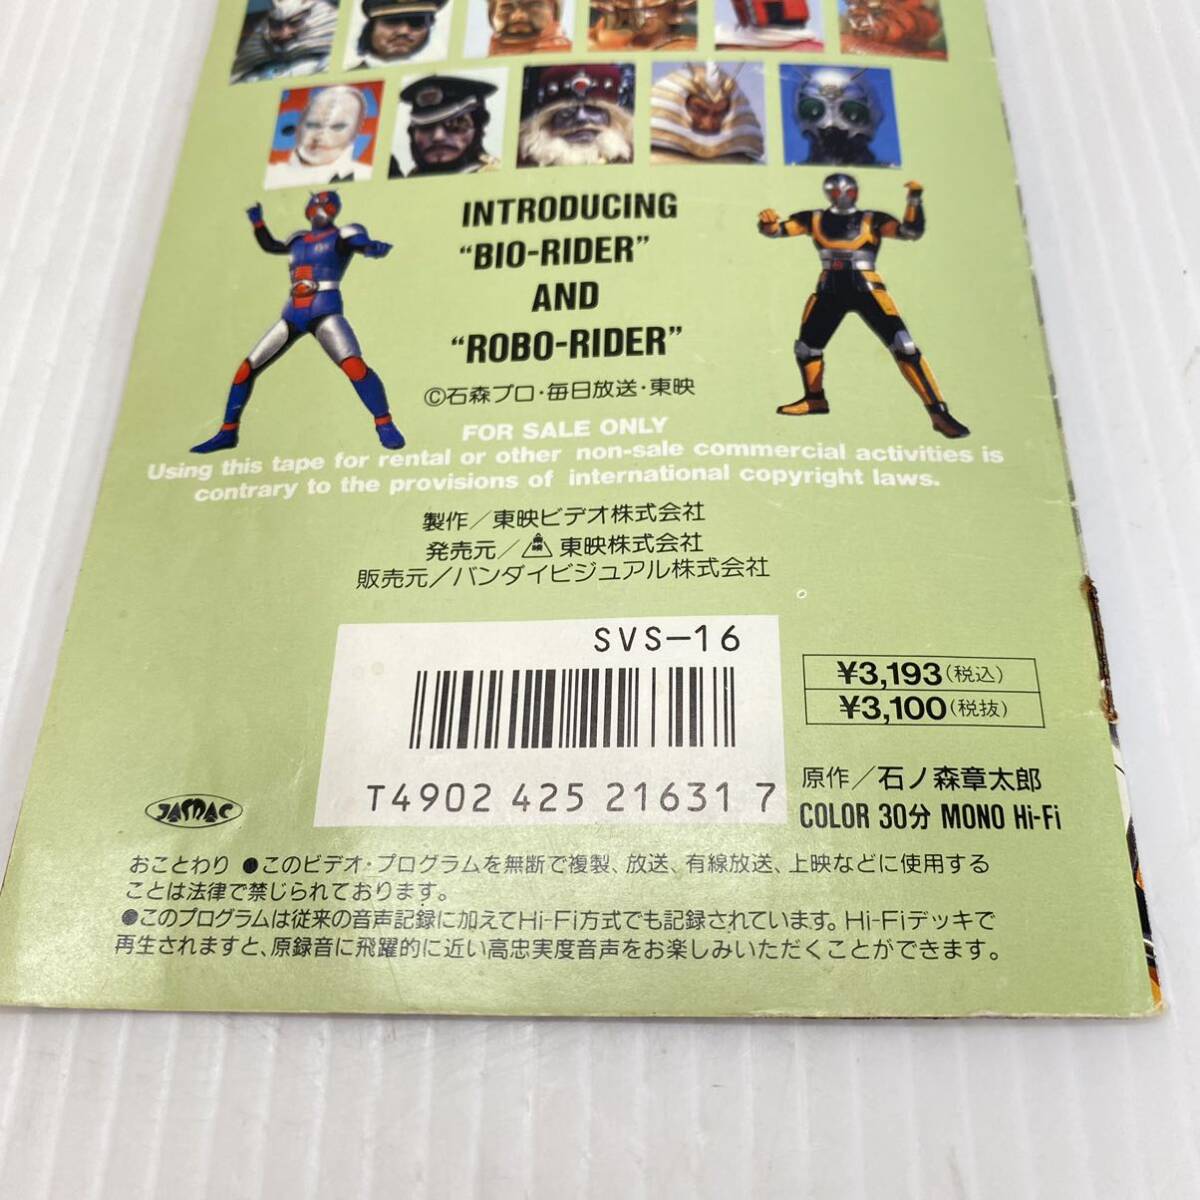 INTRODUCING
“BIO-RIDER”
AND
“ROBO-RIDER”
©石森プロ・毎日放送・東映
FOR SALE ONLY
Using this tape for rental or other non-sale commercial activities is
contrary to the provisions of international copyright laws.
製作／東映ビデオ株式会社
発売元／東映 東映株式会社
販売元／バンダイビジュアル株式会社
SVS-16
T4902 425 21631 7
¥3,193(税込)
¥3,100(税抜)
原作／石ノ森章太郎
COLOR 30分 MONO Hi-Fi
JASMAC
おことわり ●このビデオ・プログラムを無断で複製、放送、有線放送、上映などに使用する
ことは法律で禁じられております。
●このプログラムは従来の音声記録に加えてHi-Fi方式でも記録されています。Hi-Fiデッキで
再生されますと、原録音に飛躍的に近い高忠実度音声をお楽しみいただくことができます。